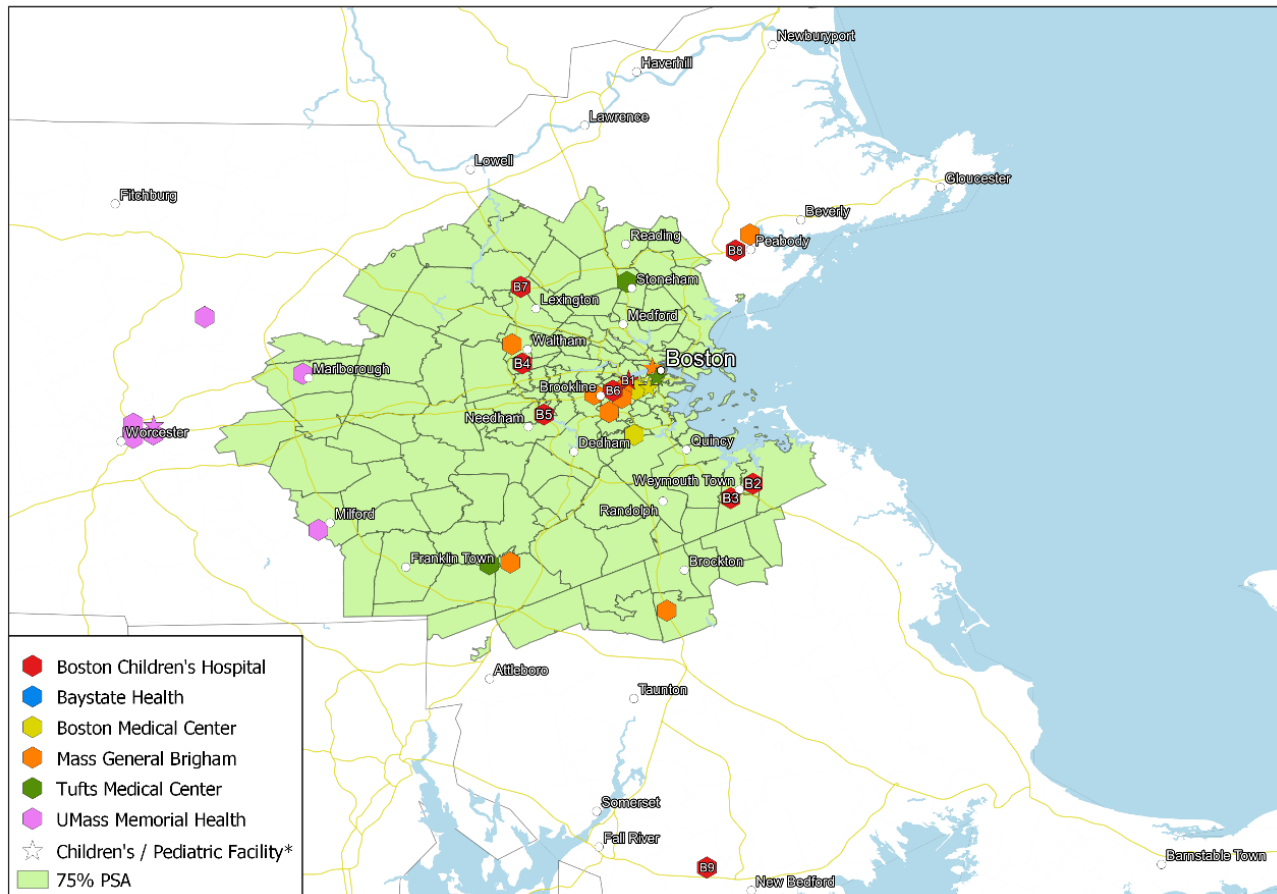 Newburyport
Haverhill
Lawrence
Lowell
Gloucester
Fitchburg
Beverly
Reading
B8
Peabody
Stoneham
B7
Lexington
Medford
Waltham
Boston
B4
Marlborough
B1
Brookline
B6
B5
Needham
Worcester
Quincy
Dedham
Weymouth Town
B2
B3
Randolph
Milford
Franklin Town
Brockton
Attleboro
Taunton
Somerset
Fall River
B9
New Bedford
Barnstable Town
Boston Children's Hospital
Baystate Health
Boston Medical Center
Mass General Brigham
Tufts Medical Center
UMass Memorial Health
Children's / Pediatric Facility*
75% PSA